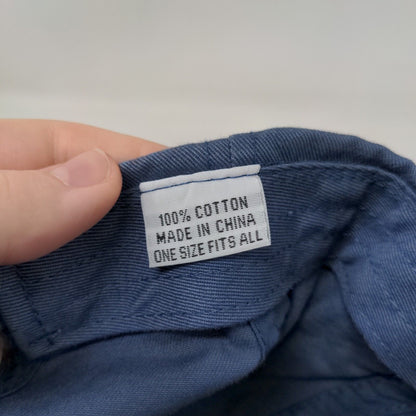 100% COTTON
MADE IN CHINA
ONE SIZE FITS ALL